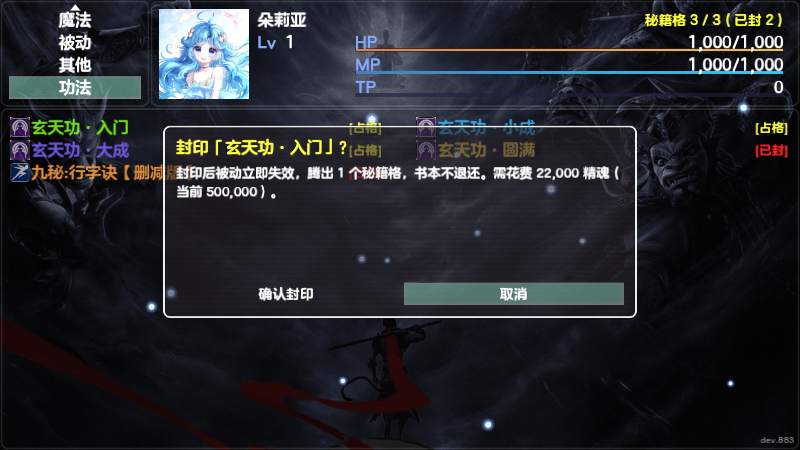 魔法
被动
其他
功法
朵莉亚
Lv 1
秘籍格 3 / 3 ( 已封 2 )
HP 1,000/1,000
MP 1,000/1,000
TP 0
玄天功 · 入门 [占格]
玄天功 · 小成 [占格]
玄天功 · 大成 [占格]
玄天功 · 圆满 [已封]
九秘:行字诀【 删减
封印「 玄天功 · 入门 」?
封印后被动立即失效，腾出 1 个秘籍格，书本不退还。需花费 22,000 精魂 (
当前 500,000 ) 。
确认封印 取消
dev.883